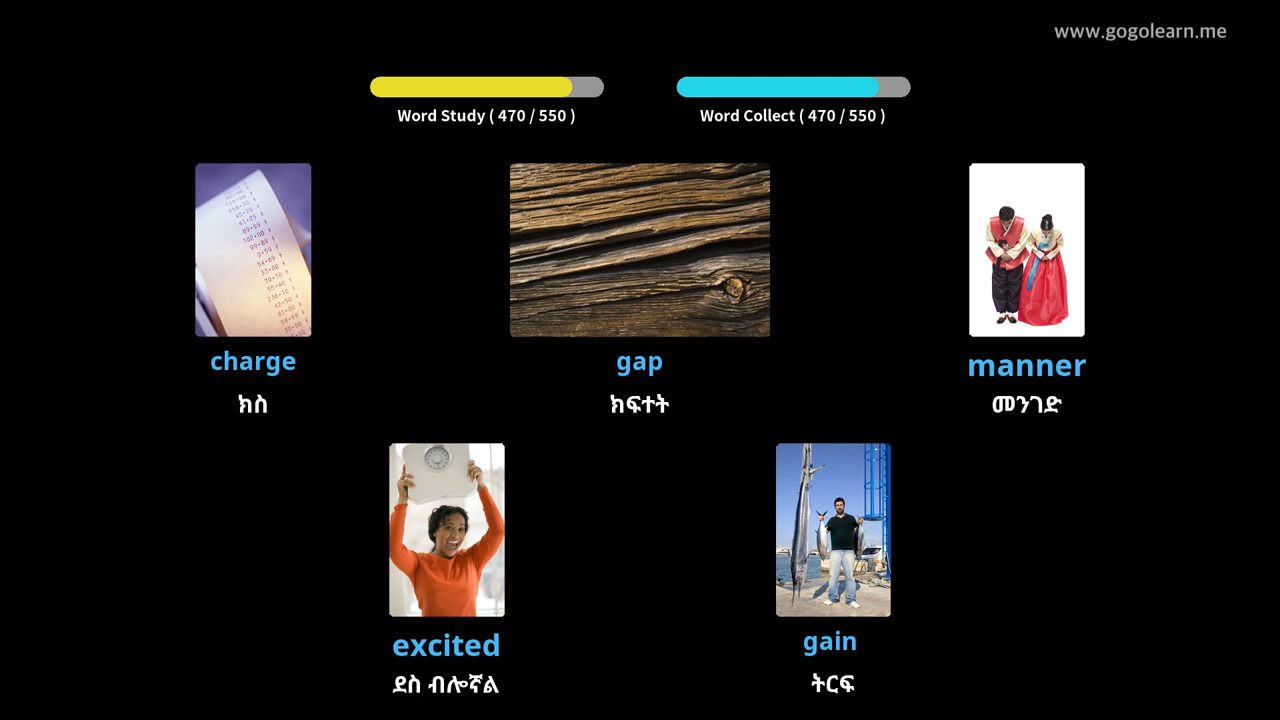 www.gogolearn.me
Word Study ( 470 / 550 )
Word Collect ( 470 / 550 )
charge
gap
manner
ክስ
ክፍተት
መንገድ
excited
gain
ደስ ብሎኛል
ትርፍ